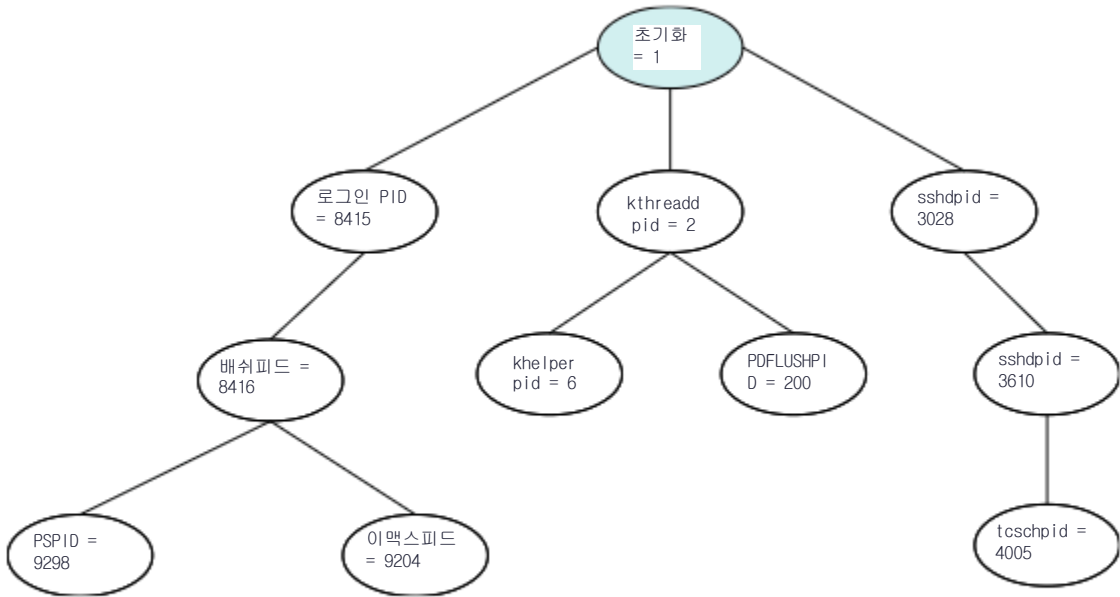 초기화
= 1
로그인 PID
= 8415
kthreadd
pid = 2
sshdpid =
3028
배쉬피드 =
8416
khelper
pid = 6
PDFLUSHPI
D = 200
sshdpid =
3610
PSPID =
9298
이맥스피드
= 9204
tcschpid =
4005